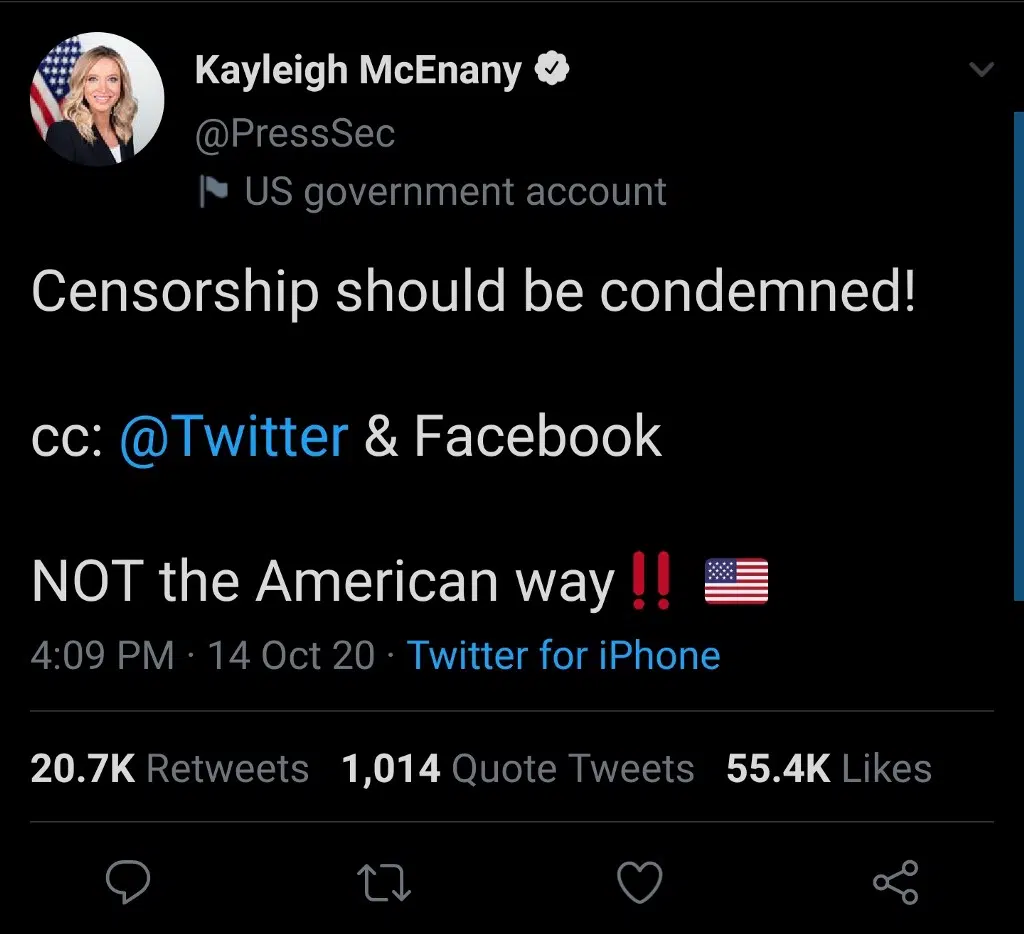 Kayleigh McEnany
@PressSec
US government account
Censorship should be condemned!
cc: @Twitter & Facebook
NOT the American way‼️ 🇺🇸
4:09 PM · 14 Oct 20 · Twitter for iPhone
20.7K Retweets 1,014 Quote Tweets 55.4K Likes